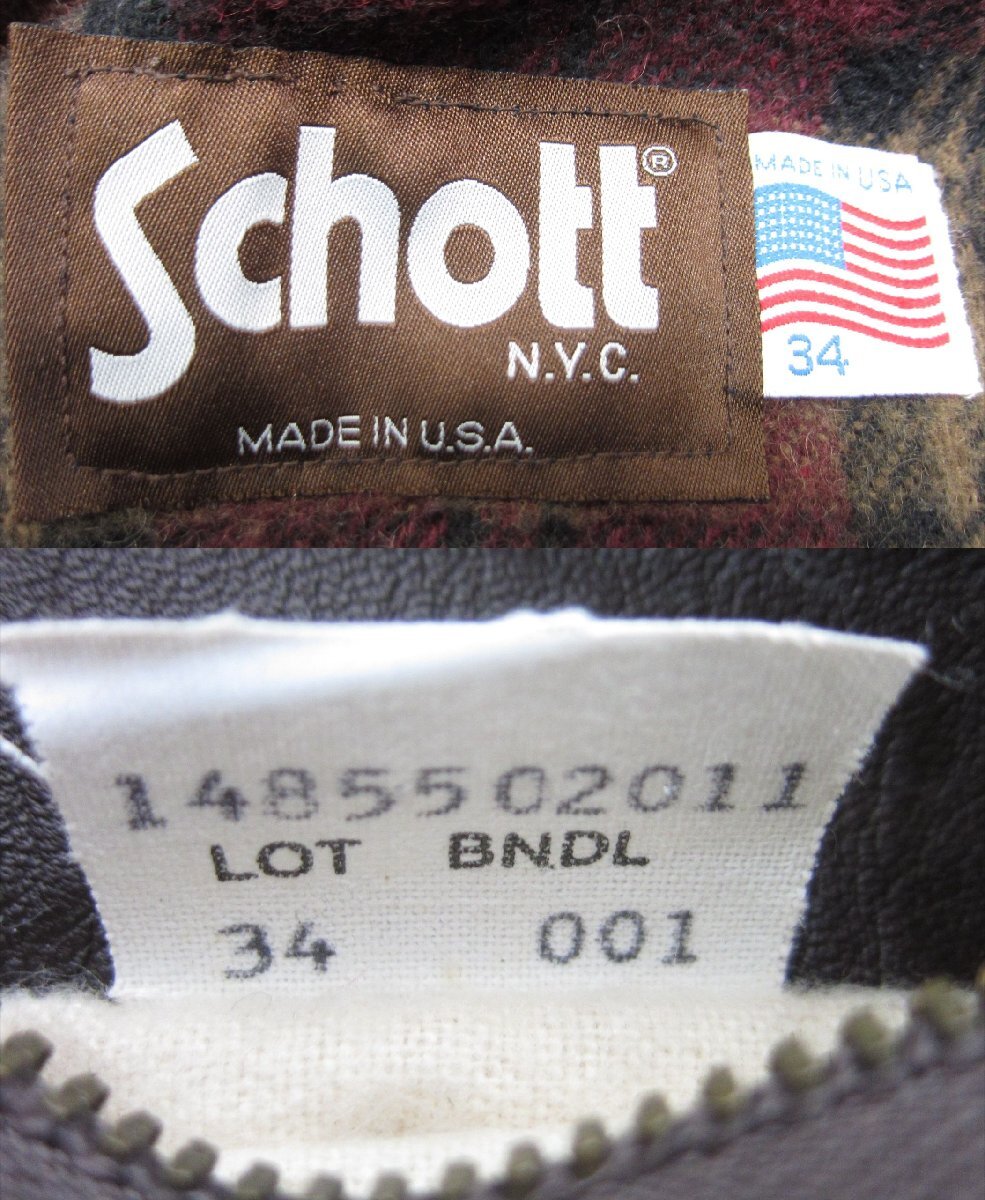 Schott®
N.Y.C.
MADE IN U.S.A.
MADE IN USA
34
1485502011
LOT BNDL
34 001